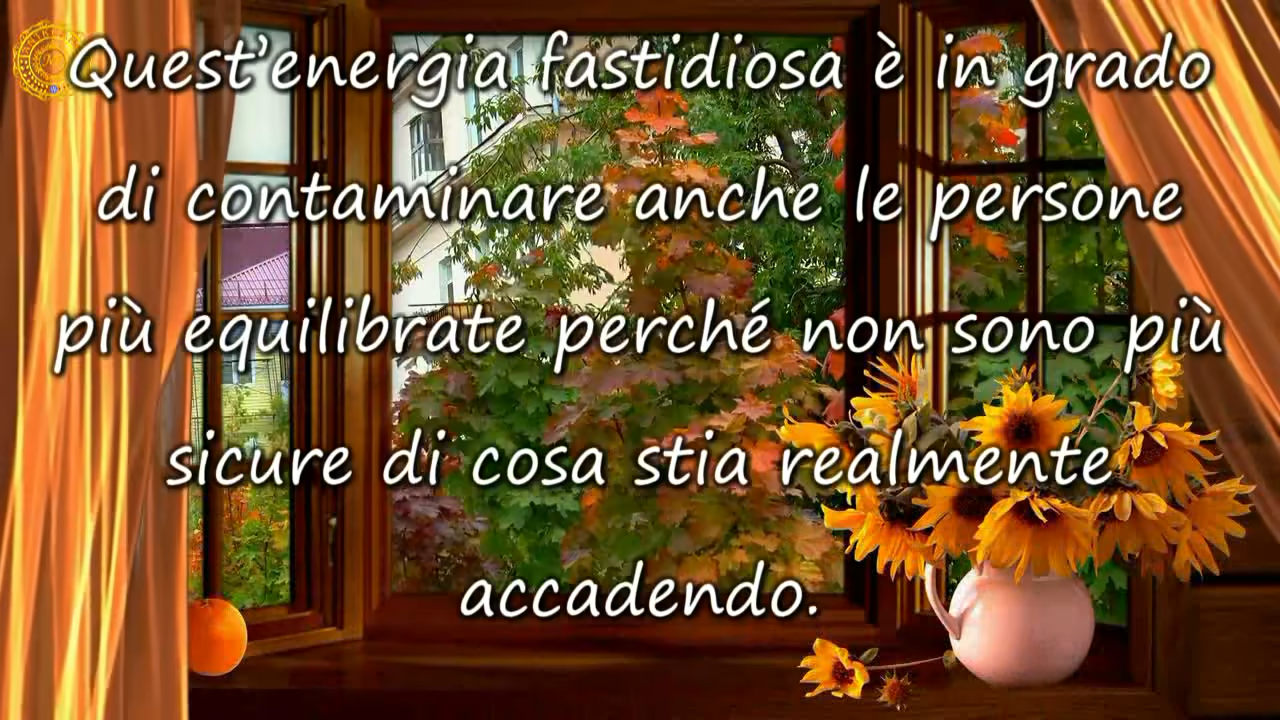 Quest'energia fastidiosa è in grado
di contaminare anche le persone
più equilibrate perché non sono più
sicure di cosa stia realmente
accadendo.